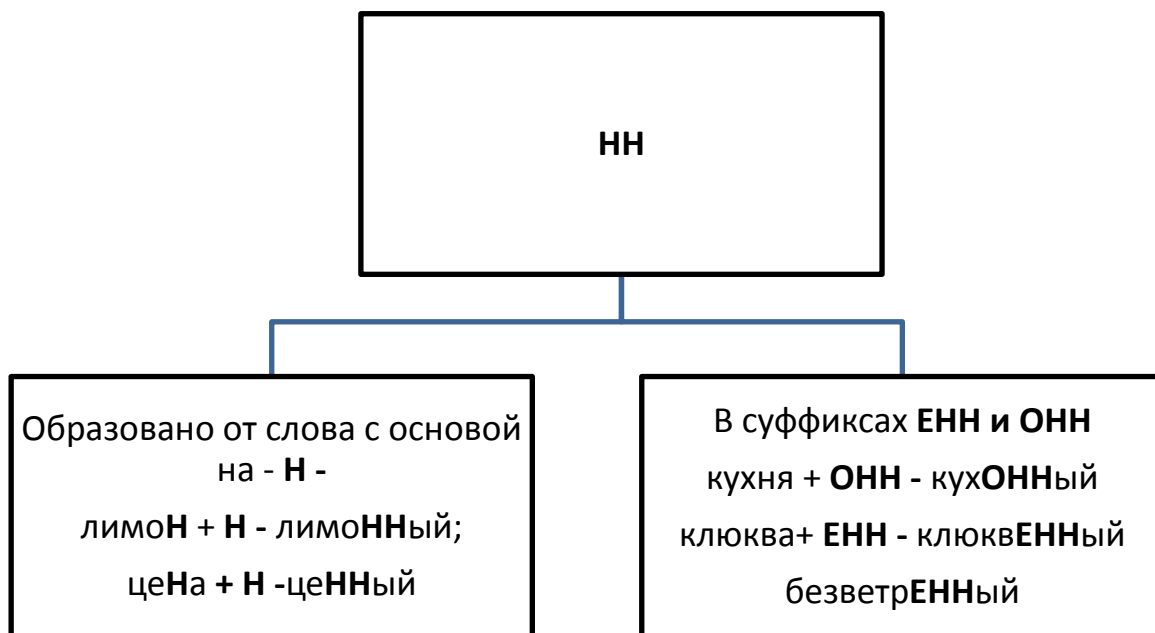 НН
Образовано от слова с основой
на - Н -
лимоН + Н - лимоННый;
цеНа + Н -цеННый
В суффиксах ЕНН и ОНН
кухня + ОНН - кухОННый
клюква+ ЕНН - клюквЕННый
безветрЕННый